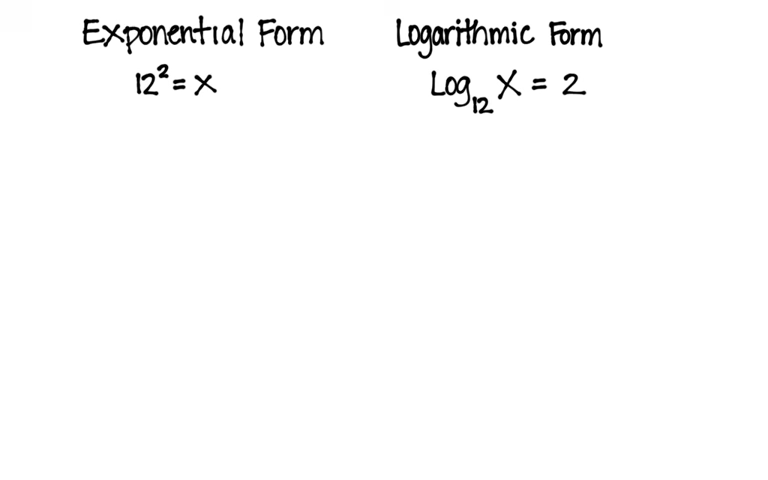 Exponential Form Logarithmic Form
12² = x Log₁₂ X = 2